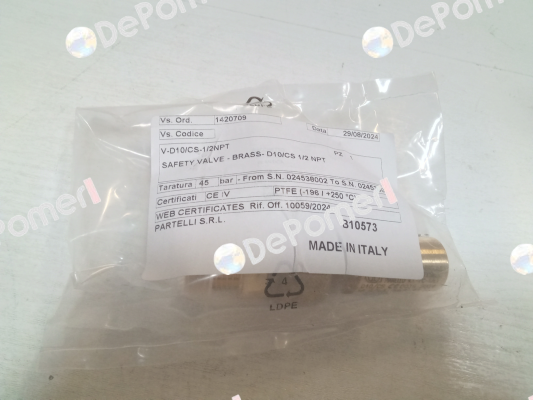 Vs. Ord. 1420709 Data 29/08/2024
Vs. Codice
V-D10/CS-1/2NPT
SAFETY VALVE - BRASS- D10/CS 1/2 NPT PZ
Taratura 45 bar - From S.N. 024538002 To S.N.
Certificati CE IV PTFE (-196 / +250 °C)
WEB CERTIFICATES Rif. Off. 10059/2024
PARTELLI S.R.L. 310573
MADE IN ITALY
4
LDPE
DePomer